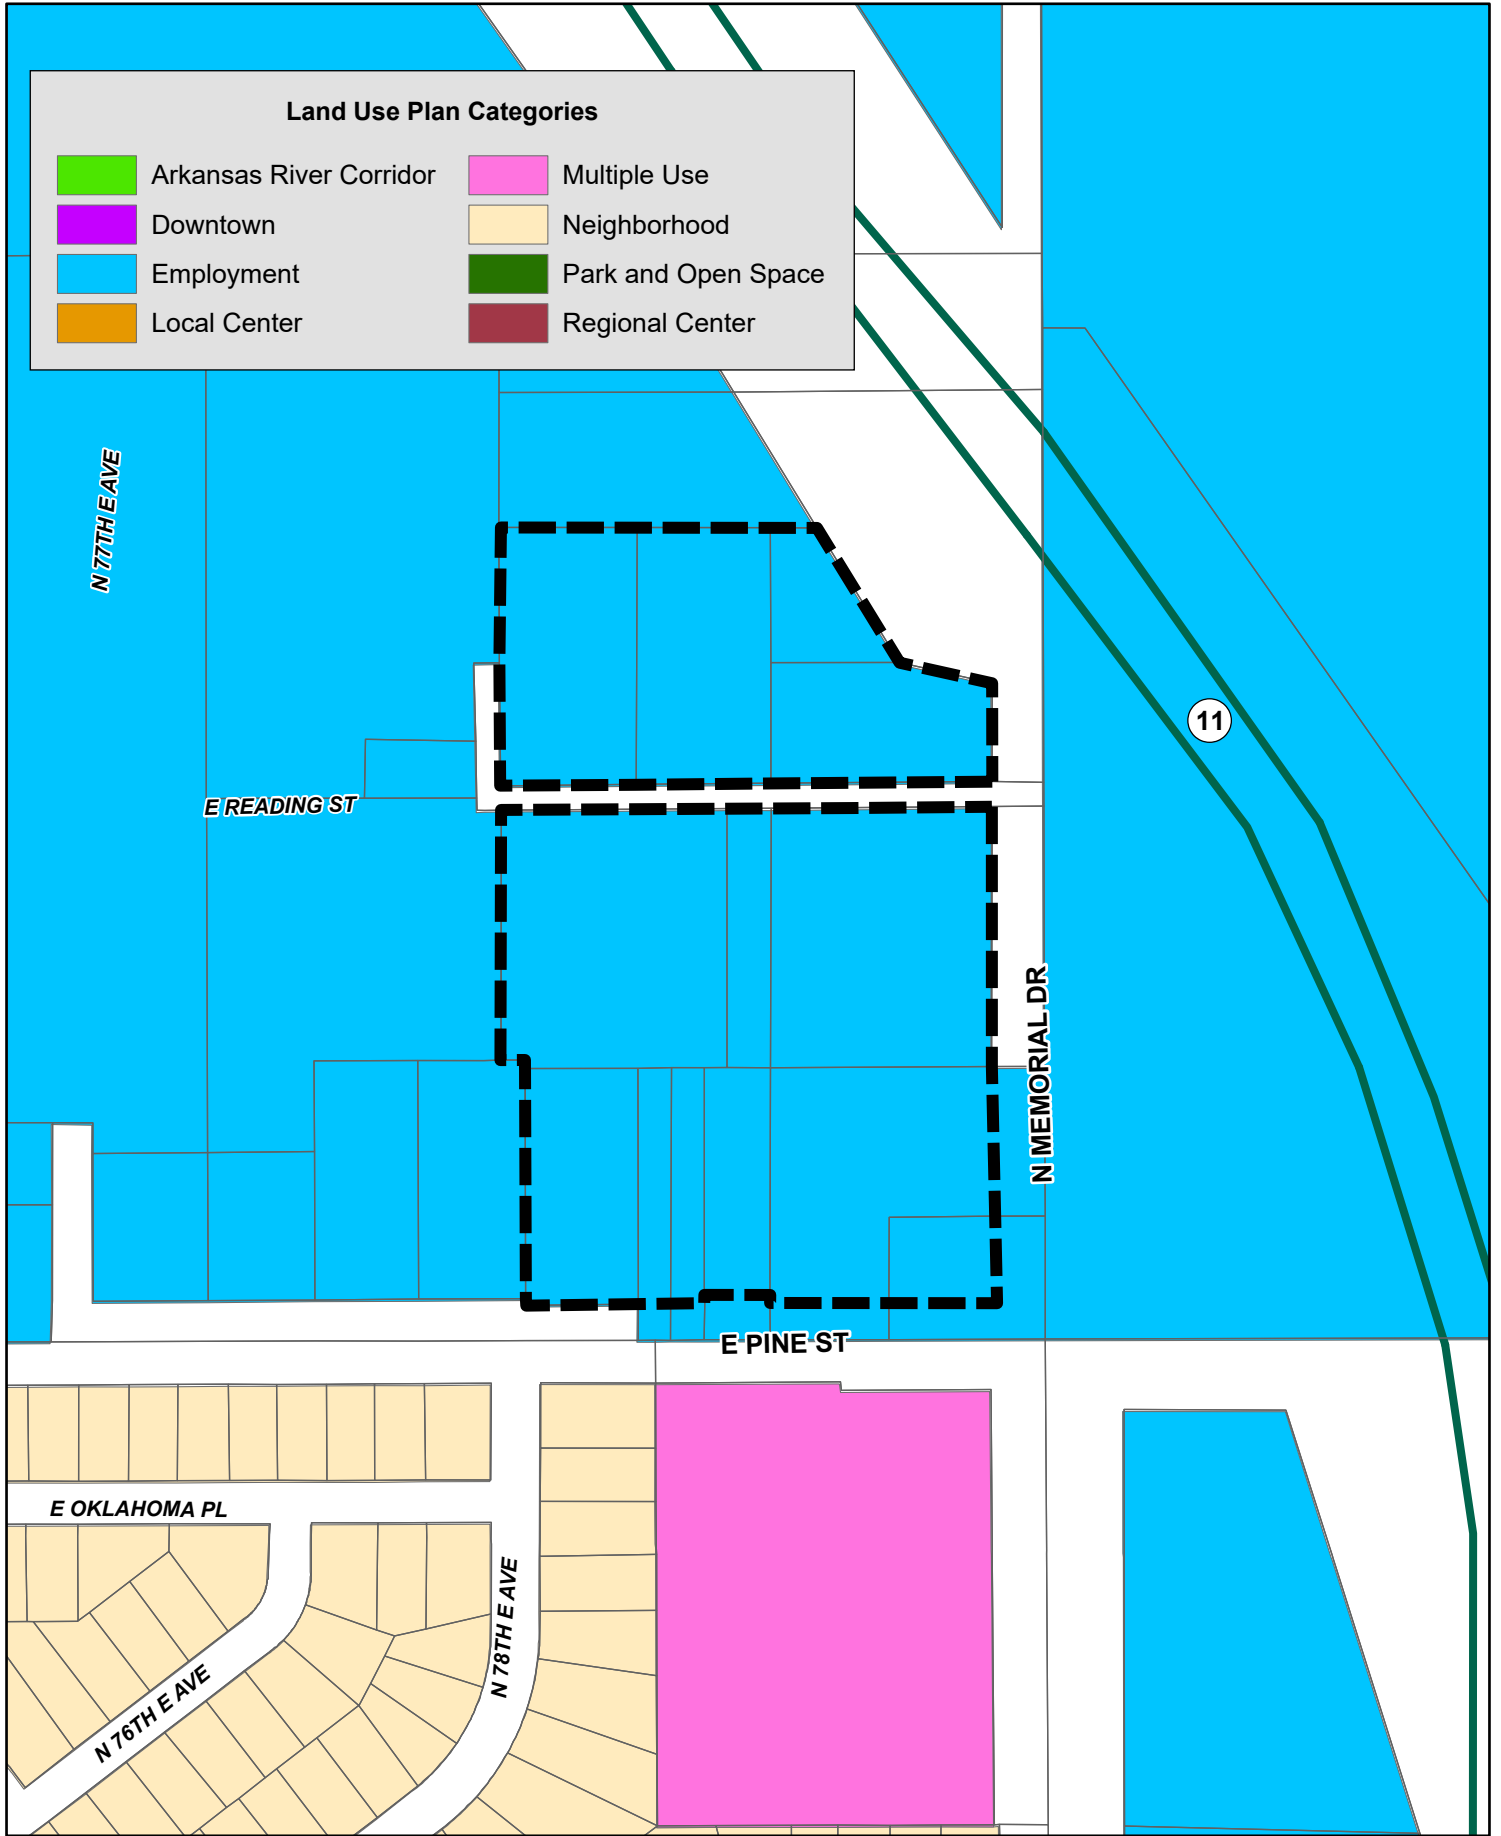 Land Use Plan Categories
Arkansas River Corridor
Downtown
Employment
Local Center
Multiple Use
Neighborhood
Park and Open Space
Regional Center
N 77TH E AVE
11
E READING ST
N MEMORIAL DR
E PINE ST
E OKLAHOMA PL
N 78TH E AVE
N 76TH E AVE